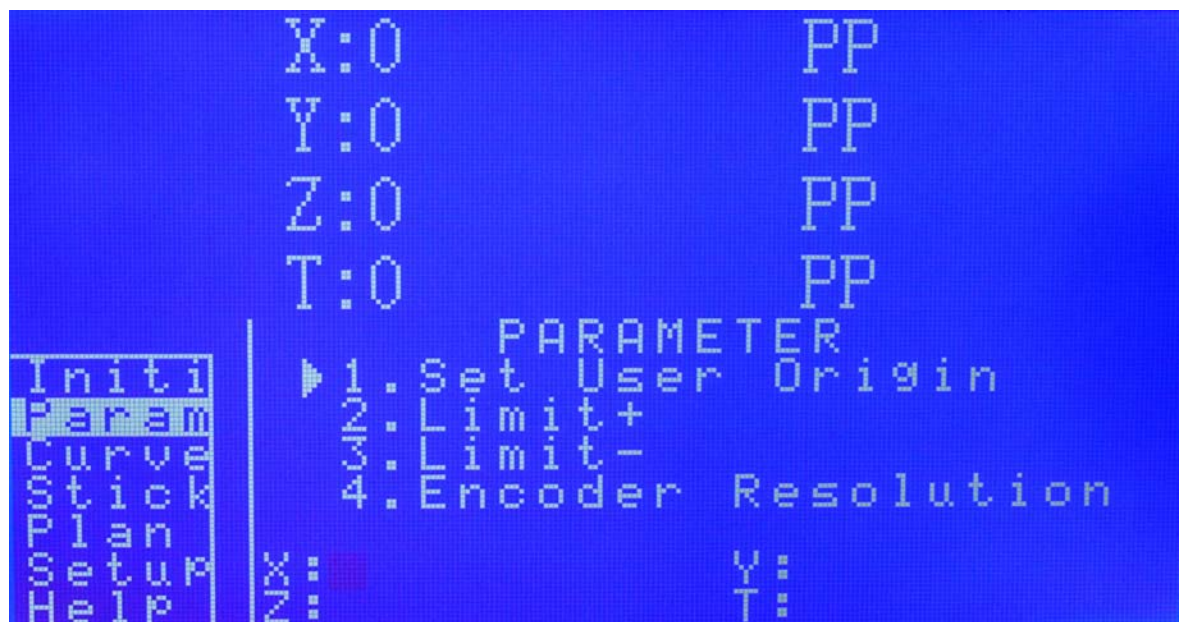 X:0 PP
Y:0 PP
Z:0 PP
T:0 PP
PARAMETER
1.Set User Origin
2.Limit+
3.Limit-
4.Encoder Resolution
Initi
Param
Curve
Stick
Plan
Setup
Help
X: Y:
Z: T: